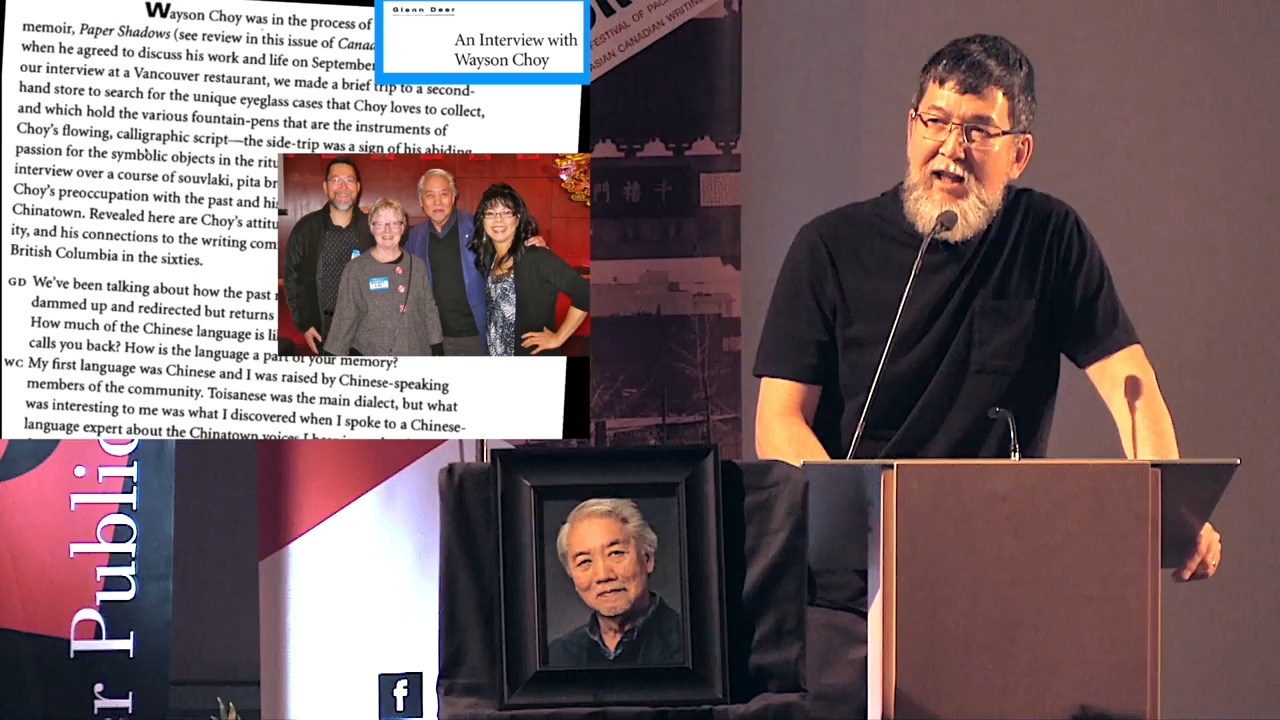 Wayson Choy was in the process of
memoir, Paper Shadows (see review in this issue of
when he agreed to discuss his work and life on September
our interview at a Vancouver restaurant, we made a brief trip to a second-
hand store to search for the unique eyeglass cases that Choy loves to collect,
and which hold the various fountain-pens that are the instruments of
Choy's flowing, calligraphic script—the side-trip was a sign of his abiding
passion for the symbolic objects in the
interview over a course of souvlaki, pita
Choy's preoccupation with the past and
Chinatown. Revealed here are Choy's
ity, and his connections to the writing
British Columbia in the sixties.
GD We've been talking about how the past
dammed up and redirected but returns
How much of the Chinese language is
calls you back? How is the language a part of your memory?
WC My first language was Chinese and I was raised by Chinese-speaking
members of the community. Toisanese was the main dialect, but what
was interesting to me was what I discovered when I spoke to a Chinese-
language expert about the Chinatown voices I
Glenn Deer
An Interview with
Wayson Choy
FESTIVAL OF
ASIAN CANADIAN WRITING
門禧千
Public
f